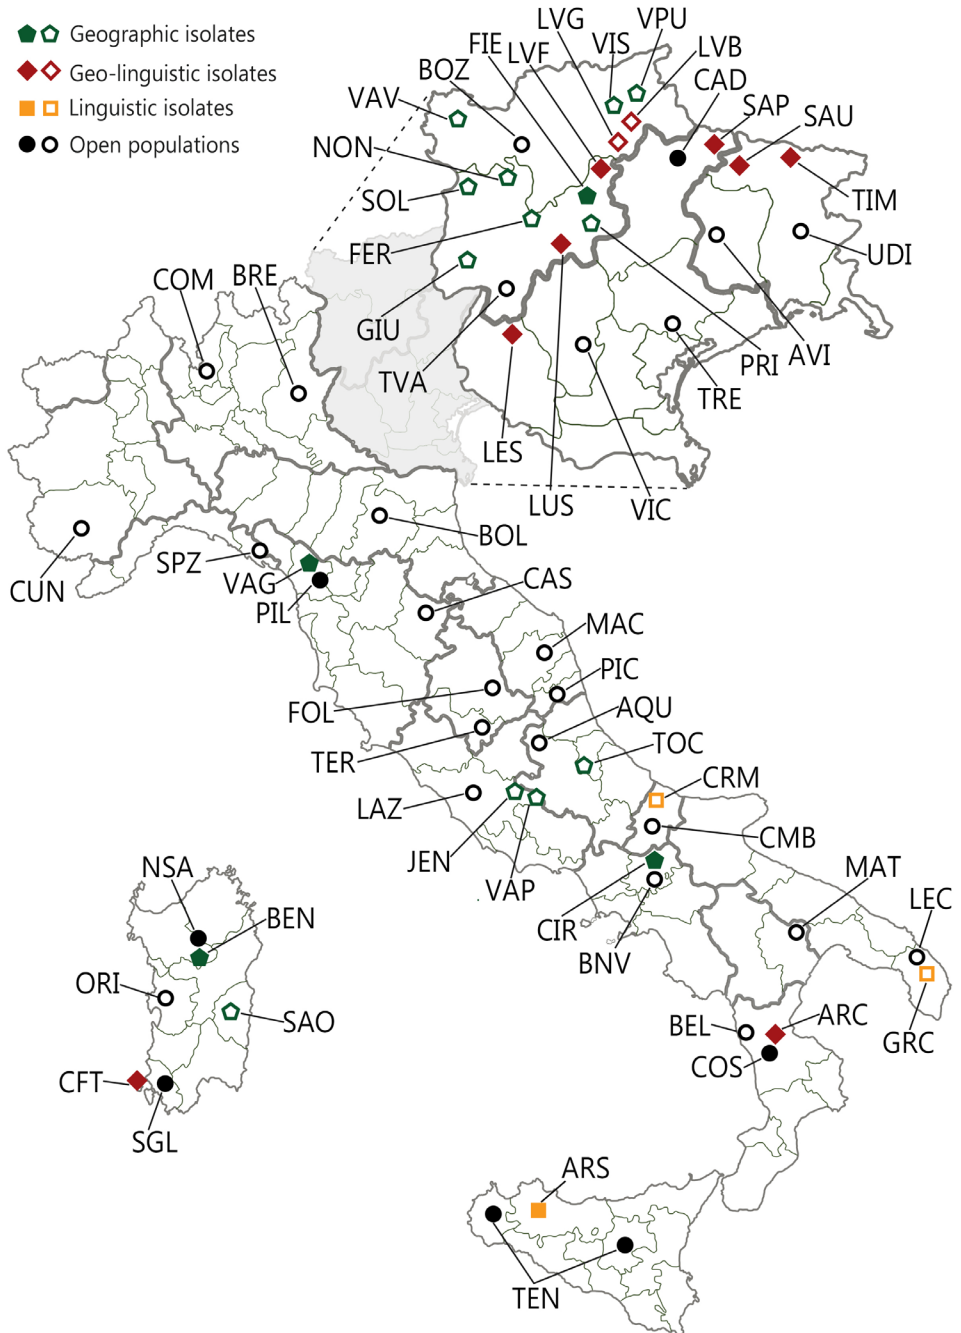 Geographic isolates
Geo-linguistic isolates
Linguistic isolates
Open populations
LVG
VPU
FIE
LVF
VIS
LVB
BOZ
CAD
VAV
SAP
SAU
NON
SOL
TIM
FER
UDI
COM
BRE
GIU
TVA
PRI
AVI
TRE
LES
LUS
VIC
BOL
SPZ
CUN
VAG
PIL
CAS
MAC
PIC
FOL
AQU
TER
TOC
CRM
LAZ
CMB
JEN
VAP
NSA
MAT
BEN
LEC
CIR
BNV
ORI
SAO
BEL
ARC
GRC
COS
CFT
SGL
ARS
TEN